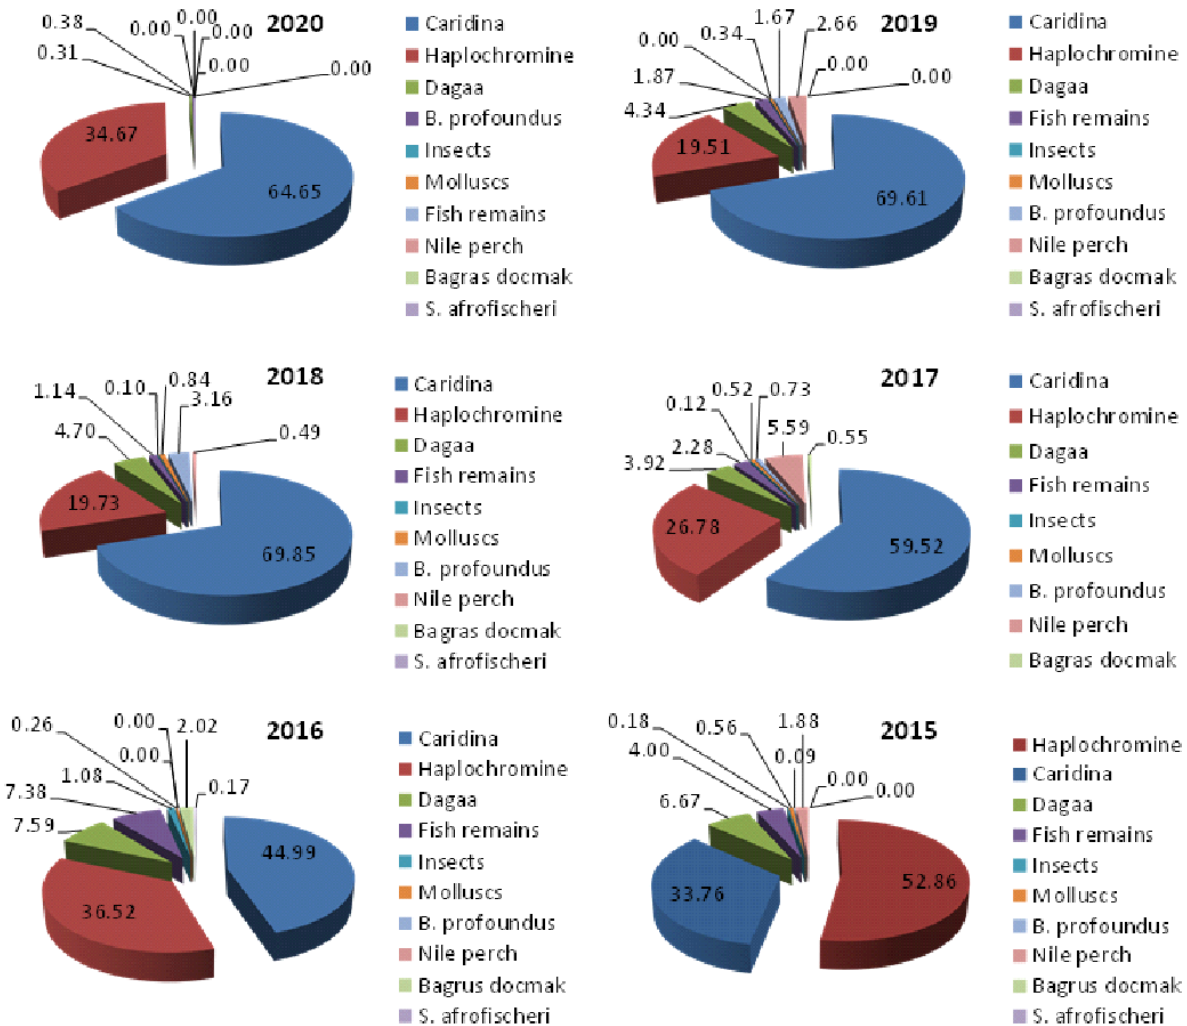 2020
0.38
0.00
0.00
0.00
0.31
0.00
0.00
34.67
64.65
Caridina
Haplochromine
Dagaa
B. profoundus
Insects
Molluscs
Fish remains
Nile perch
Bagras docmak
S. afrofischeri
2019
1.67
2.66
0.34
0.00
0.00
1.87
0.00
4.34
19.51
69.61
Caridina
Haplochromine
Dagaa
Fish remains
Insects
Molluscs
B. profoundus
Nile perch
Bagras docmak
S. afrofischeri
2018
0.84
0.10
1.14
3.16
4.70
0.49
19.73
69.85
Caridina
Haplochromine
Dagaa
Fish remains
Insects
Molluscs
B. profoundus
Nile perch
Bagras docmak
S. afrofischeri
2017
0.52
0.73
0.12
5.59
0.55
2.28
3.92
26.78
59.52
Caridina
Haplochromine
Dagaa
Fish remains
Insects
Molluscs
B. profoundus
Nile perch
Bagras docmak
2016
0.00
2.02
0.26
0.00
1.08
0.17
7.38
7.59
44.99
36.52
Caridina
Haplochromine
Dagaa
Fish remains
Insects
Molluscs
B. profoundus
Nile perch
Bagrus docmak
S. afrofischeri
2015
0.18
0.56
1.88
4.00
0.09
0.00
0.00
6.67
52.86
33.76
Haplochromine
Caridina
Dagaa
Fish remains
Insects
Molluscs
B. profoundus
Nile perch
Bagrus docmak
S. afrofischeri